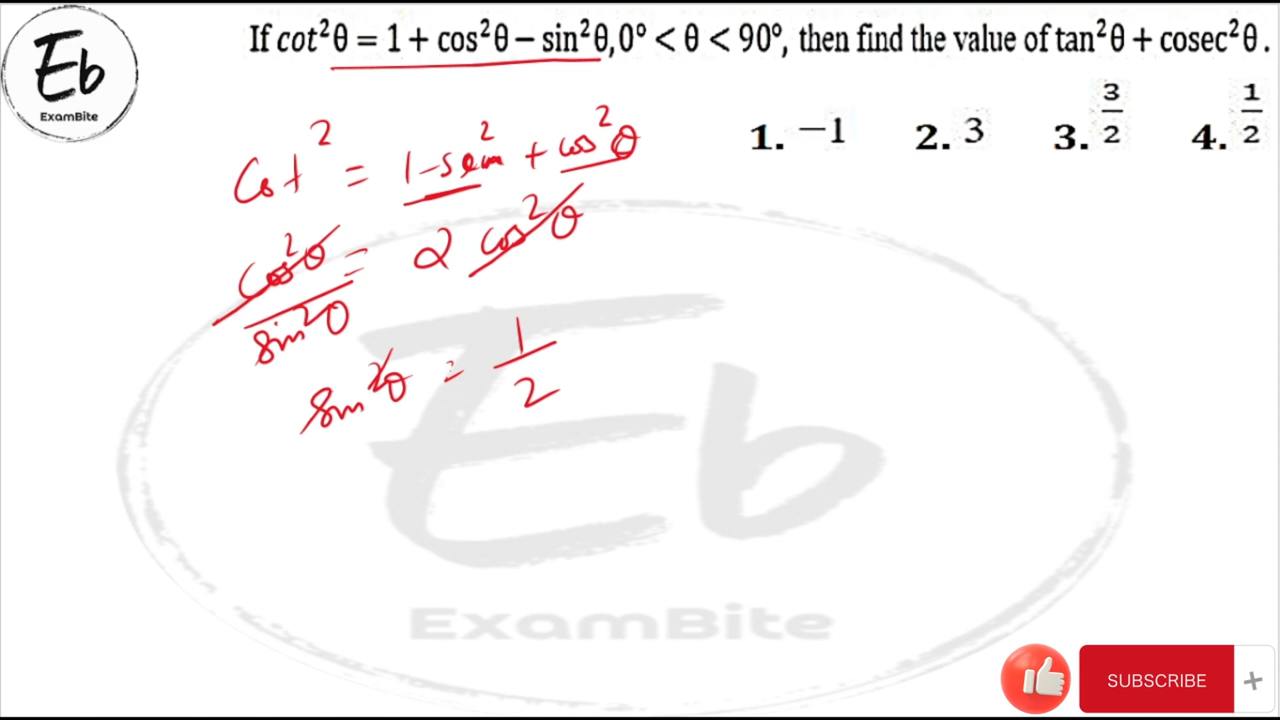 Eb
ExamBite
If cot²θ = 1 + cos²θ − sin²θ, 0° < θ < 90°, then find the value of tan²θ + cosec²θ.
1. −1 2. 3 3. 3/2 4. 1/2
Cot² = 1 − sin² + cos²θ
cos²θ/sin²θ = 2 cos²θ
sin²θ = 1/2
Eb
ExamBite
SUBSCRIBE +